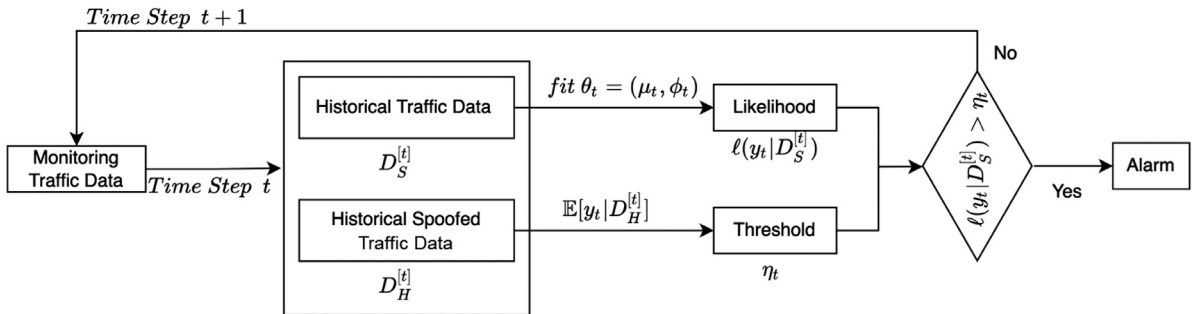 Time Step t + 1
No
Historical Traffic Data
fit θ_t = (μ_t, ϕ_t)
Likelihood
ℓ(y_t|D_S^{[t]})
D_S^{[t]}
Monitoring
Traffic Data
Time Step t
ℓ(y_t|D_S^{[t]}) > η_t
Alarm
Yes
Historical Spoofed
Traffic Data
𝔼[y_t|D_H^{[t]}]
Threshold
η_t
D_H^{[t]}